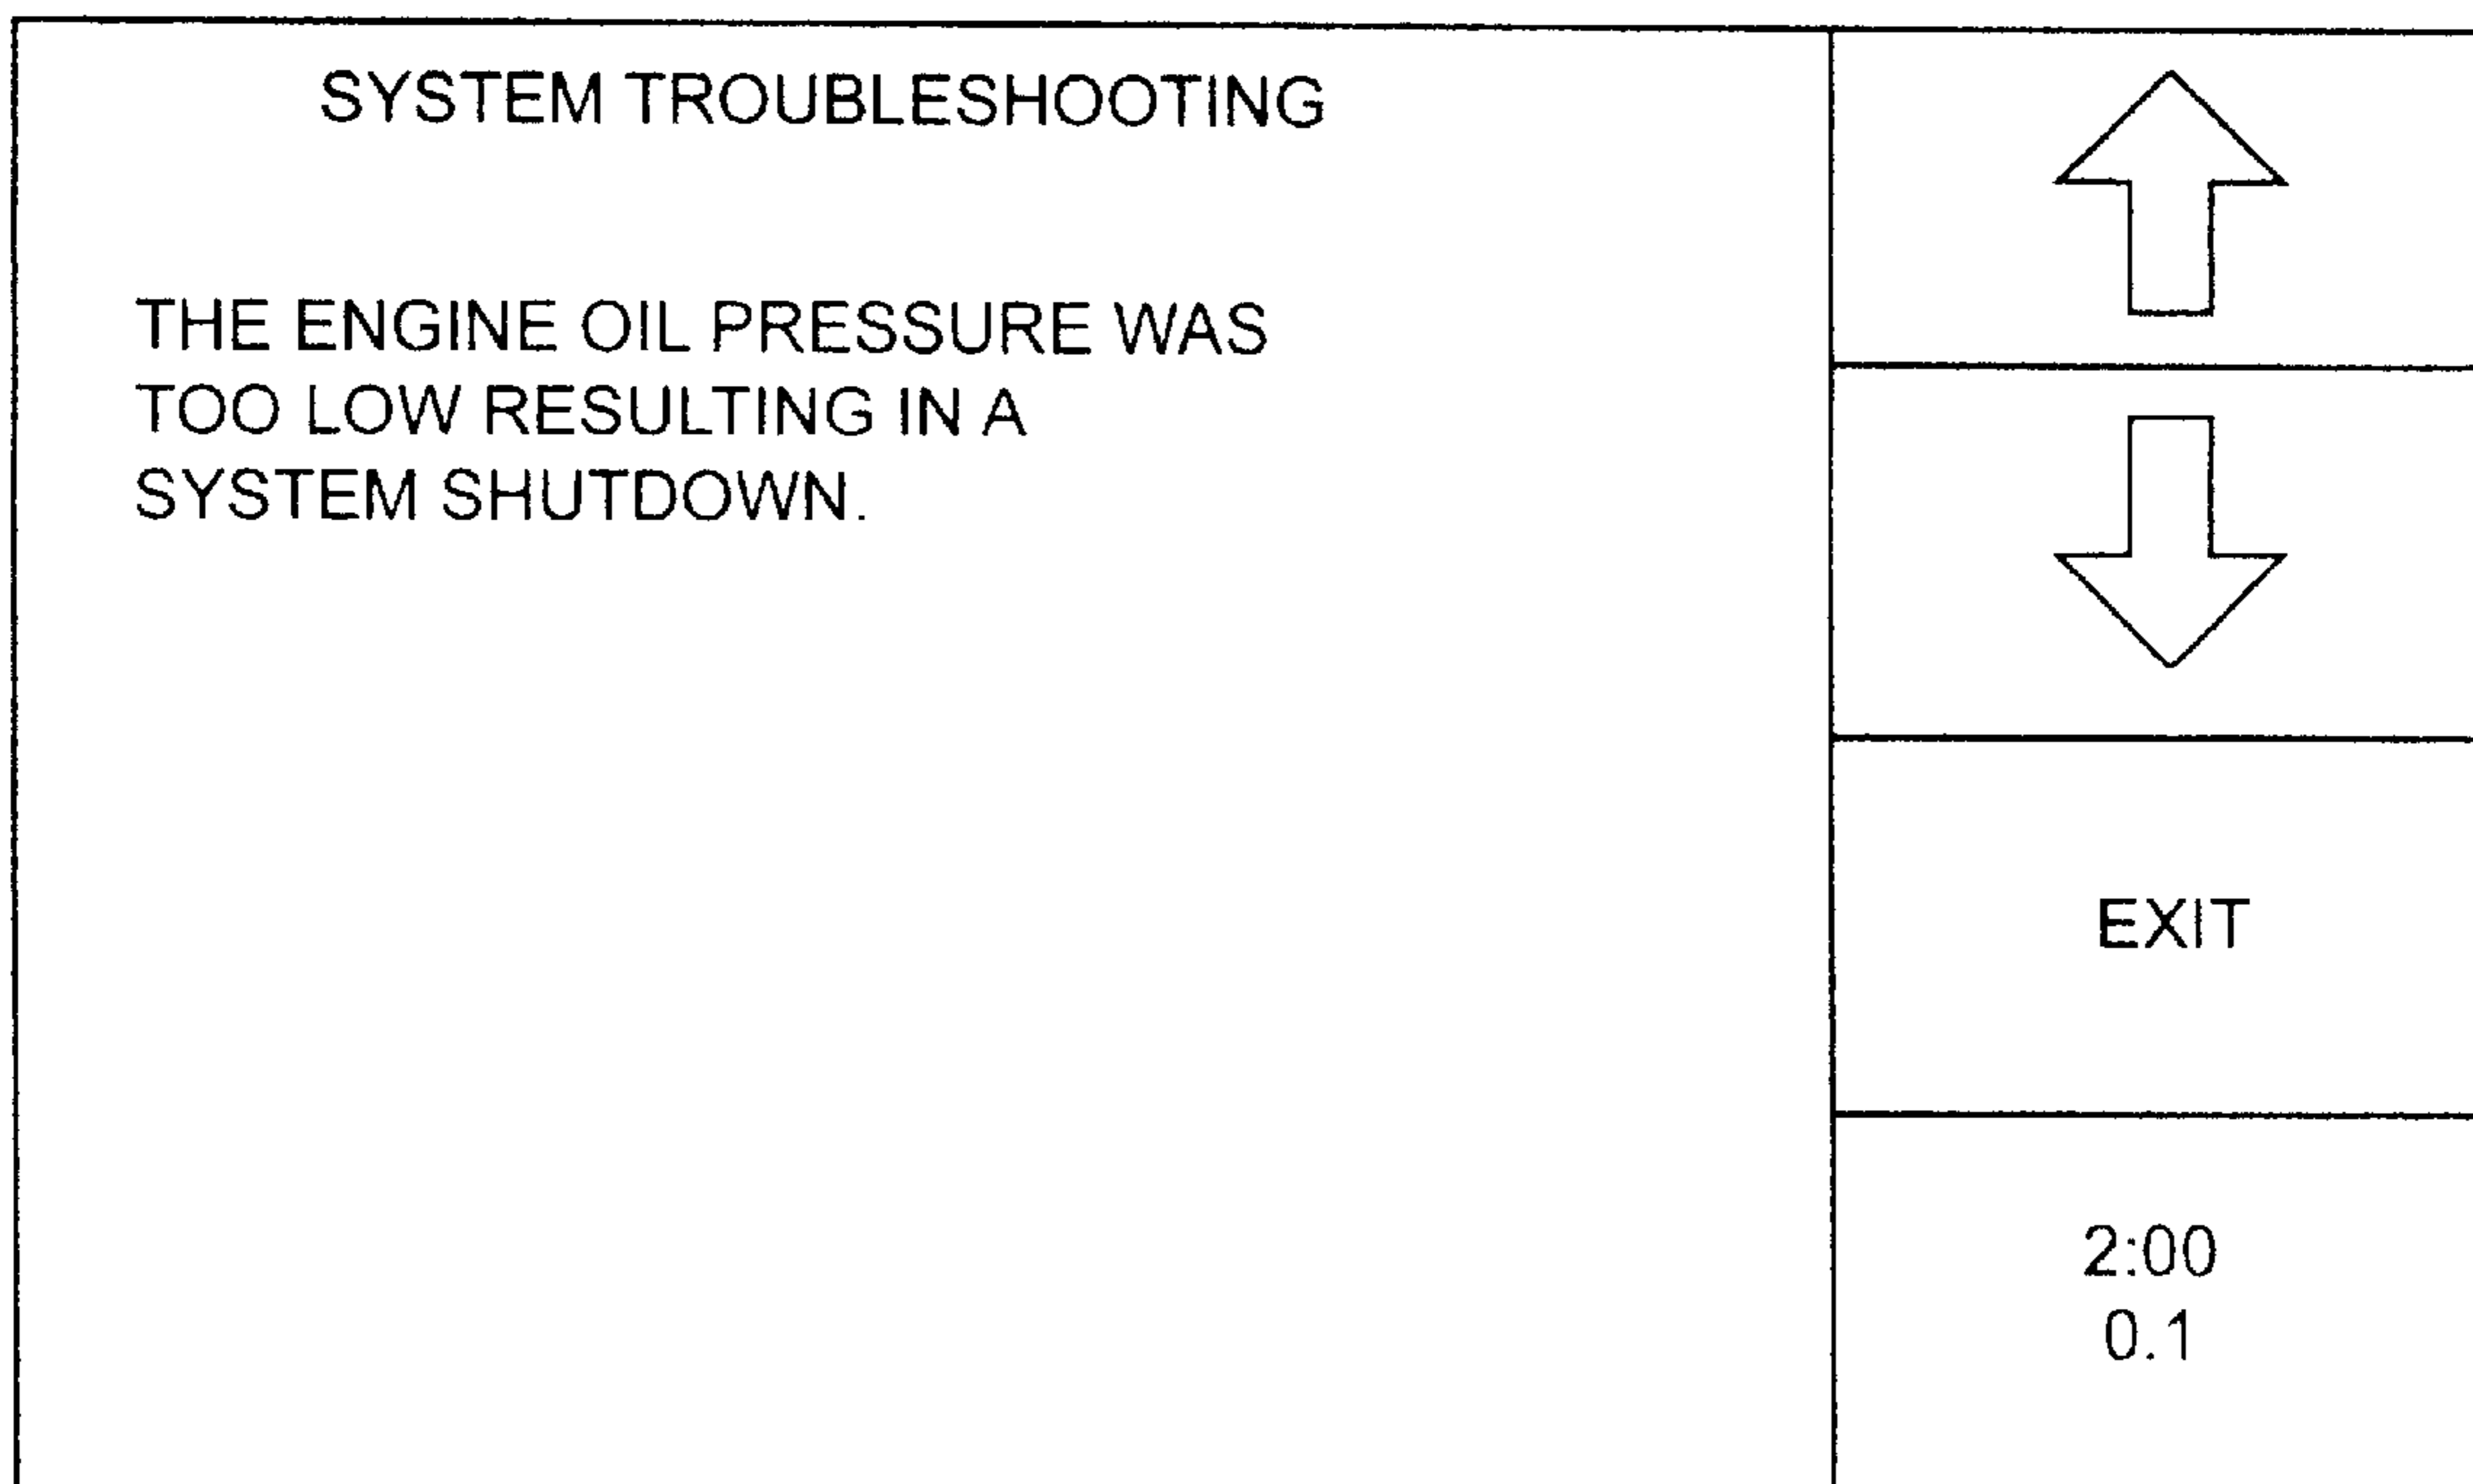 SYSTEM TROUBLESHOOTING
THE ENGINE OIL PRESSURE WAS
TOO LOW RESULTING IN A
SYSTEM SHUTDOWN.
EXIT
2:00
0.1